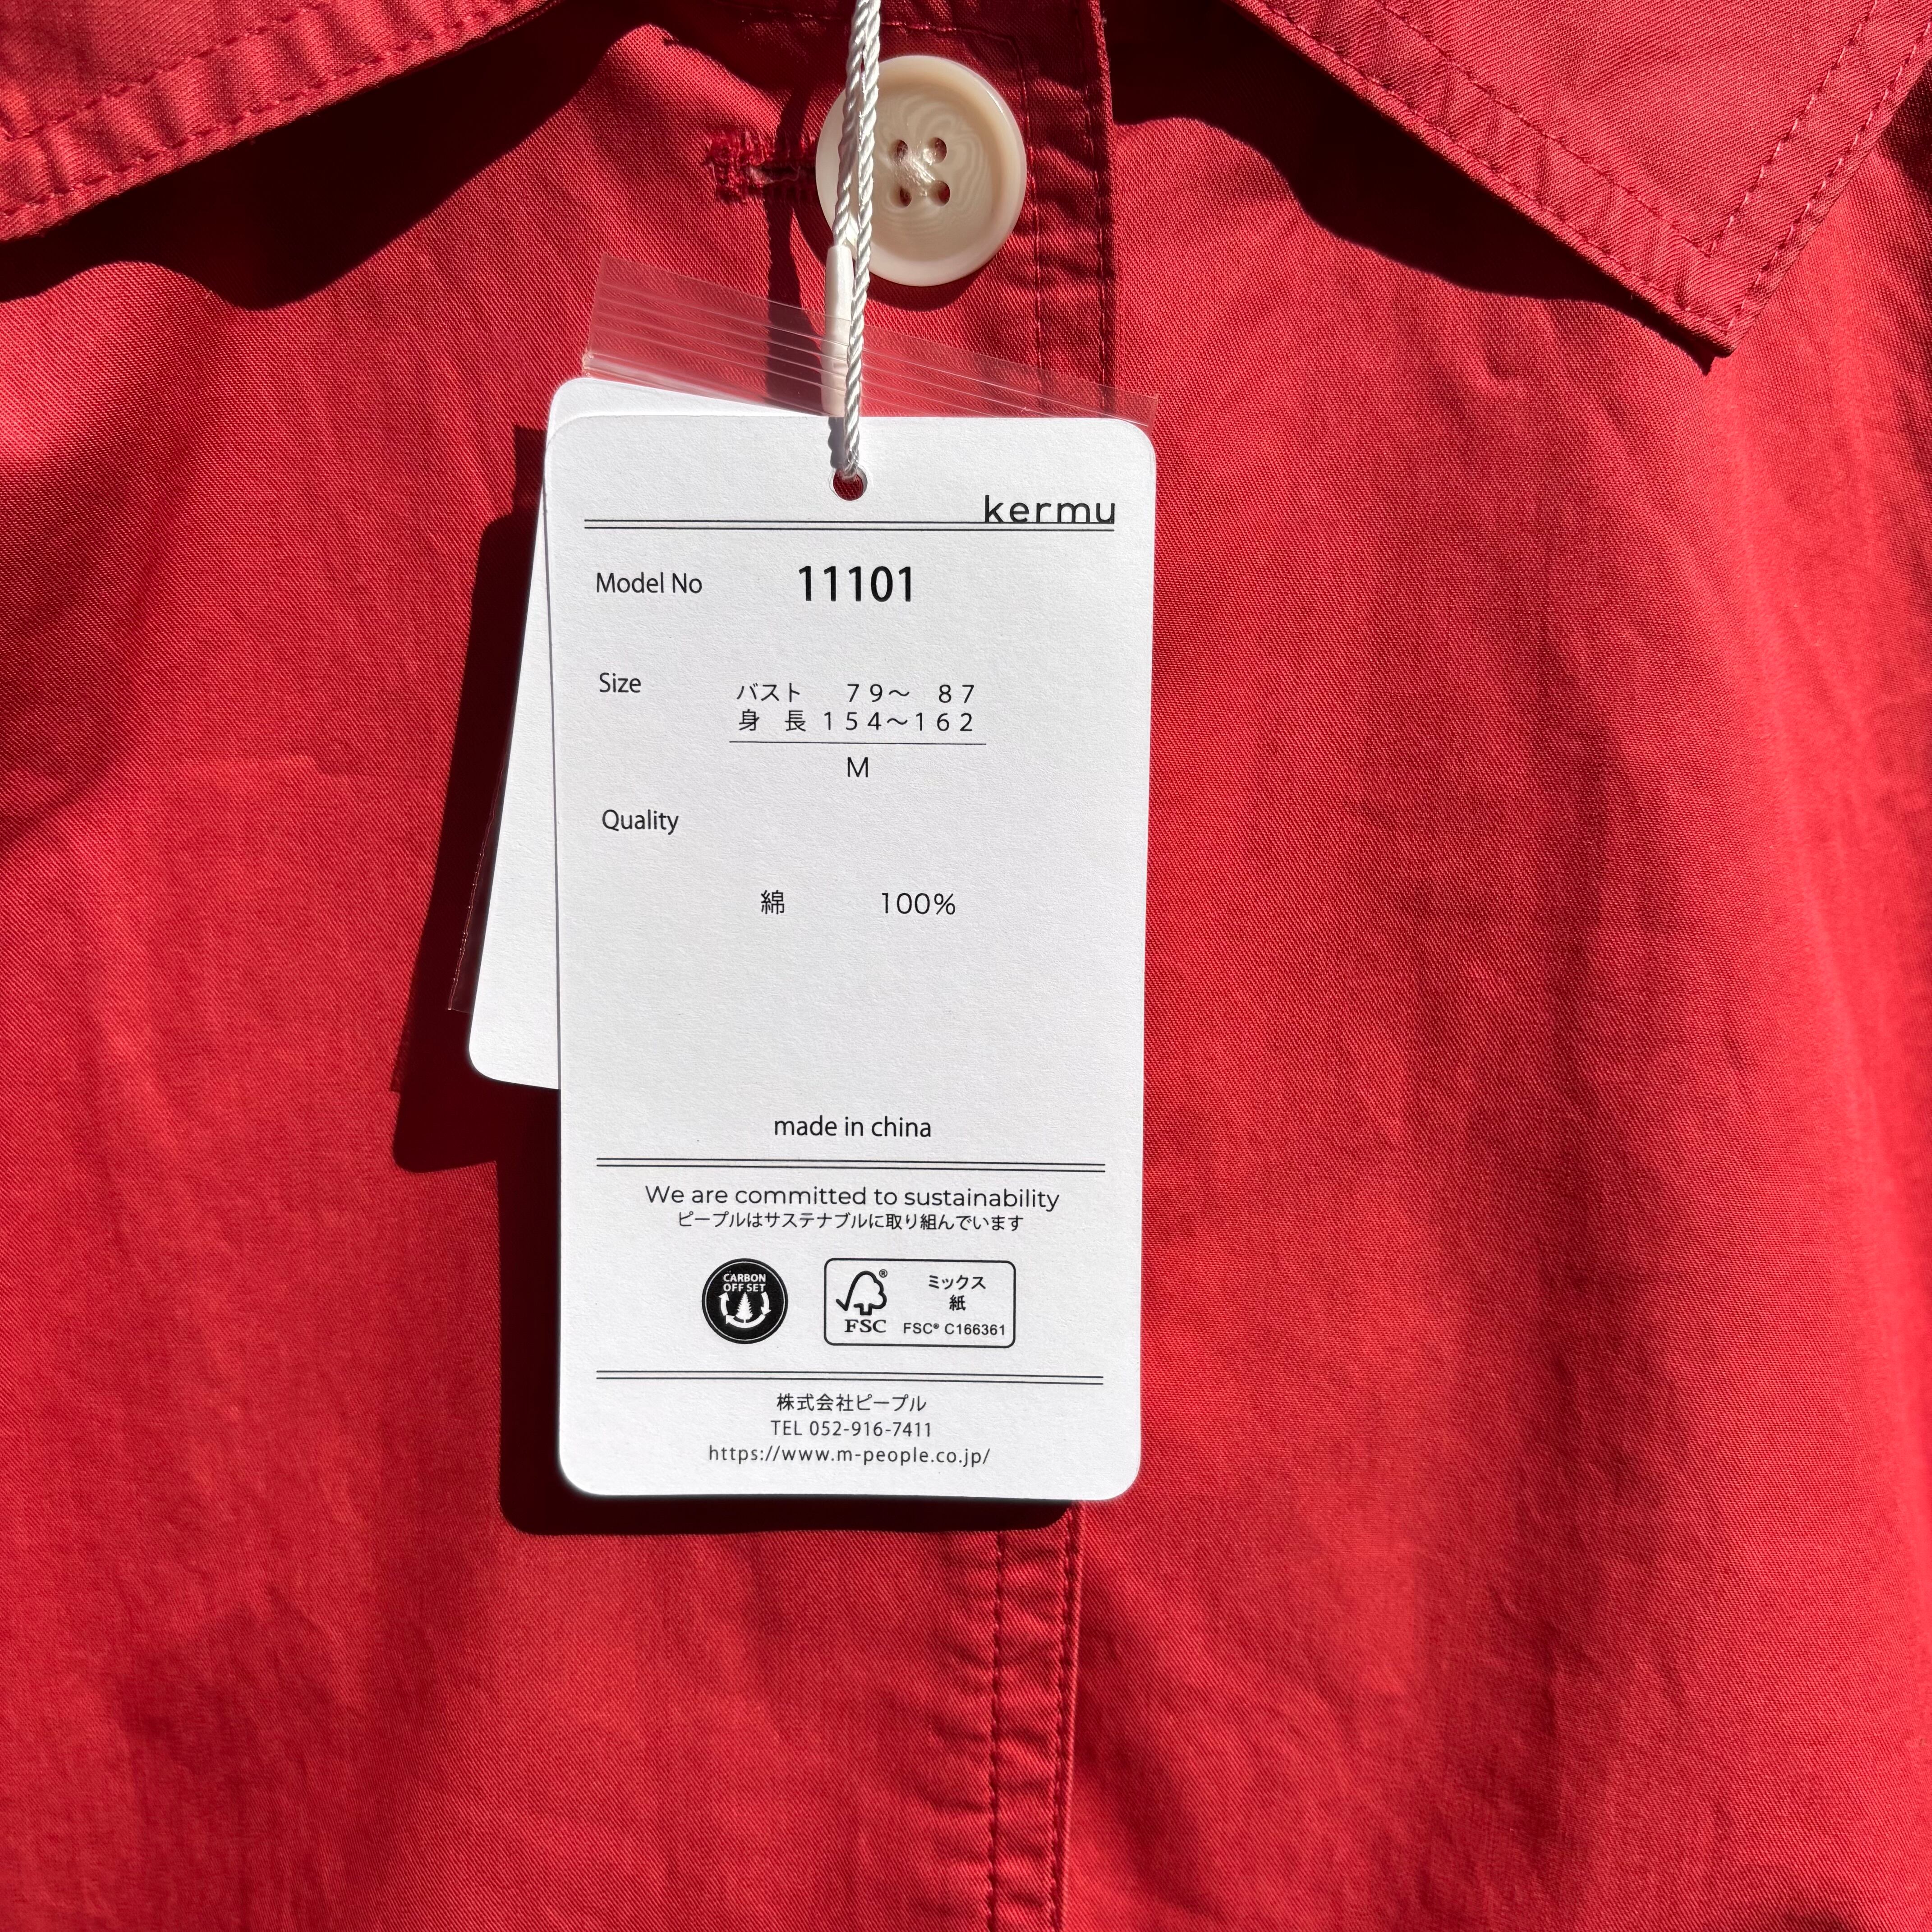 kermu
Model No 11101
Size バスト 79～ 87
身 長 154～162
M
Quality
綿 100%
made in china
We are committed to sustainability
ピープルはサステナブルに取り組んでいます
CARBON
OFF SET
ミックス
紙
FSC
FSC® C166361
株式会社ピープル
TEL 052-916-7411
https://www.m-people.co.jp/